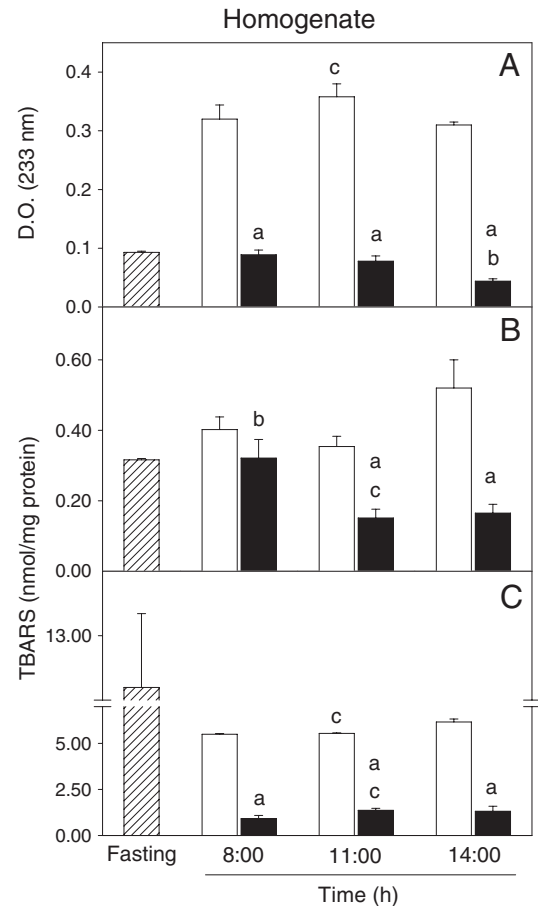 Homogenate
A
D.O. (233 nm)
0.4
0.3
0.2
0.1
0.0
c
a
a
a
b
B
TBARS (nmol/mg protein)
0.60
0.40
0.20
0.00
b
a
c
a
C
13.00
5.00
2.50
0.00
a
c
a
c
a
Fasting
8:00
11:00
14:00
Time (h)